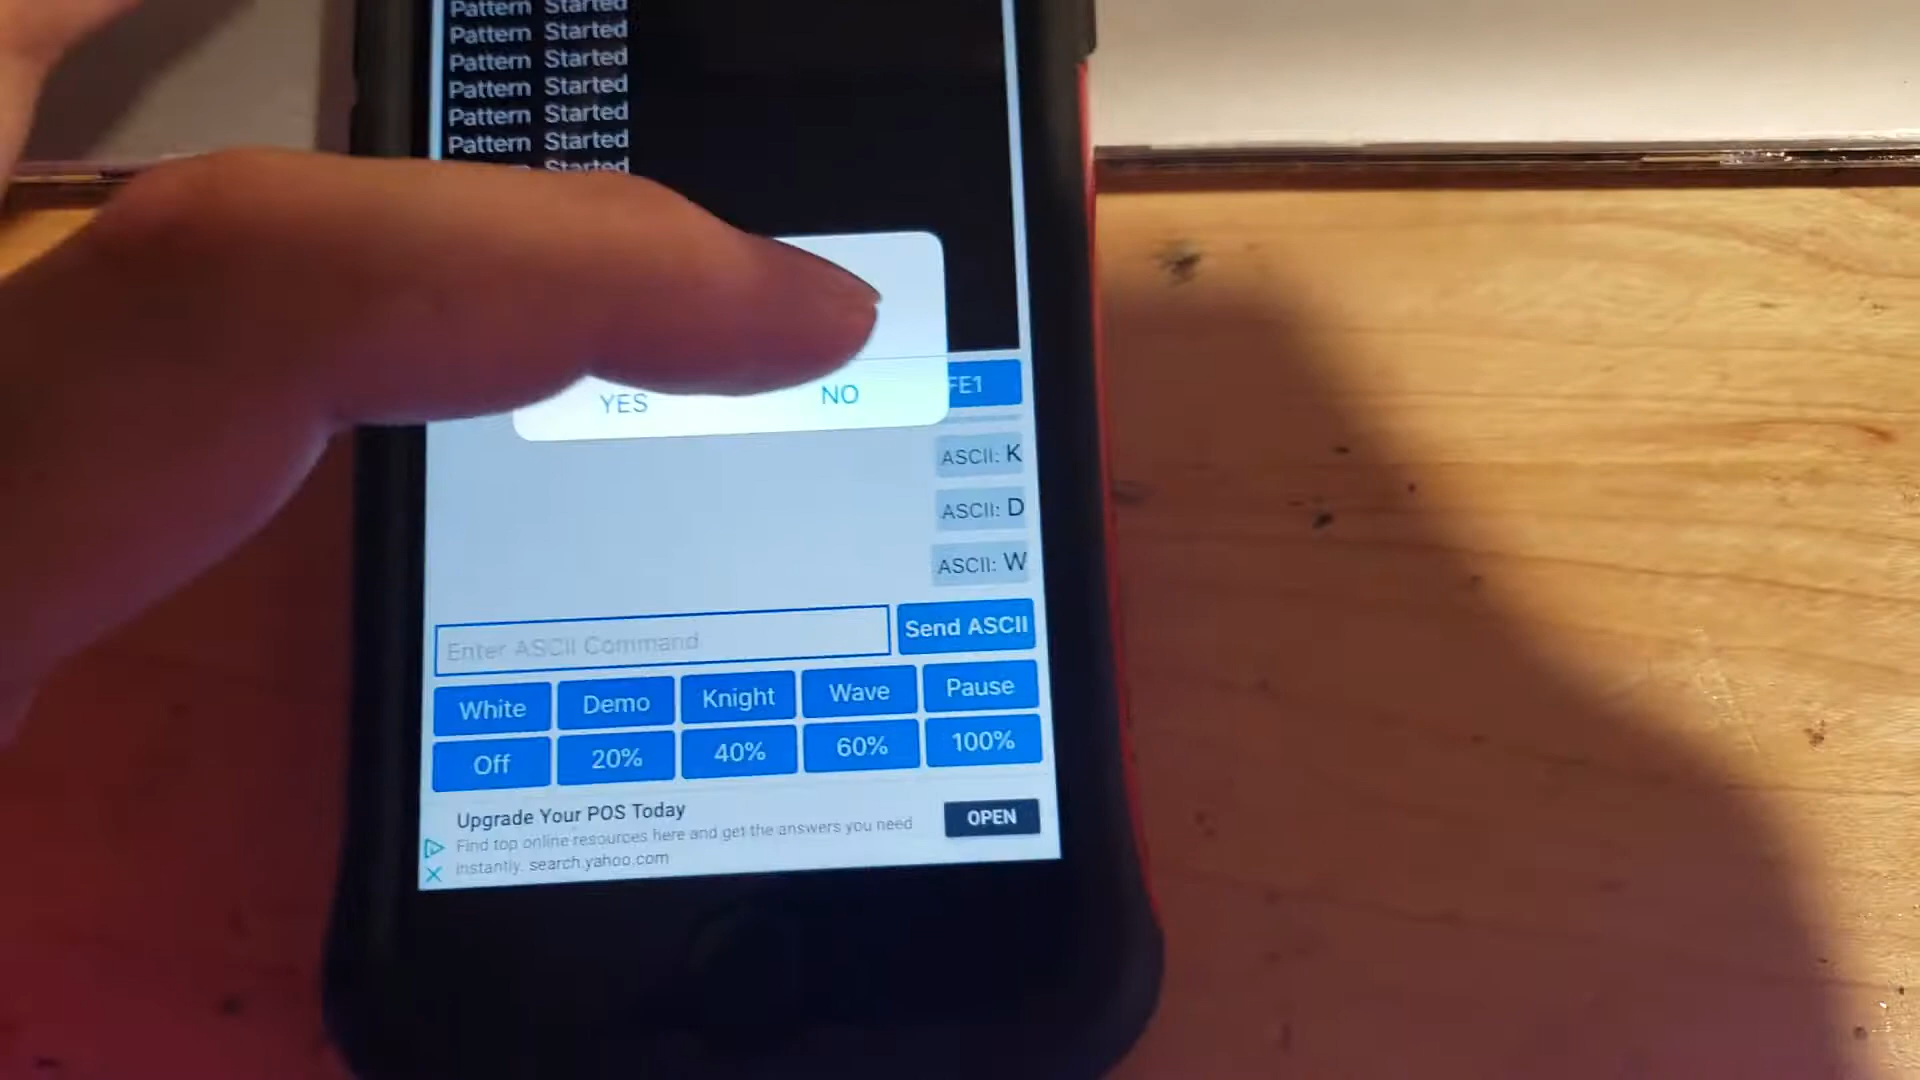 Pattern Started
Pattern Started
Pattern Started
Pattern Started
Pattern Started
Pattern Started
Started
YES NO
FE1
ASCII: K
ASCII: D
ASCII: W
Enter ASCII Command
Send ASCII
White Demo Knight Wave Pause
Off 20% 40% 60% 100%
Upgrade Your POS Today
Find top online resources here and get the answers you need
instantly. search.yahoo.com
OPEN